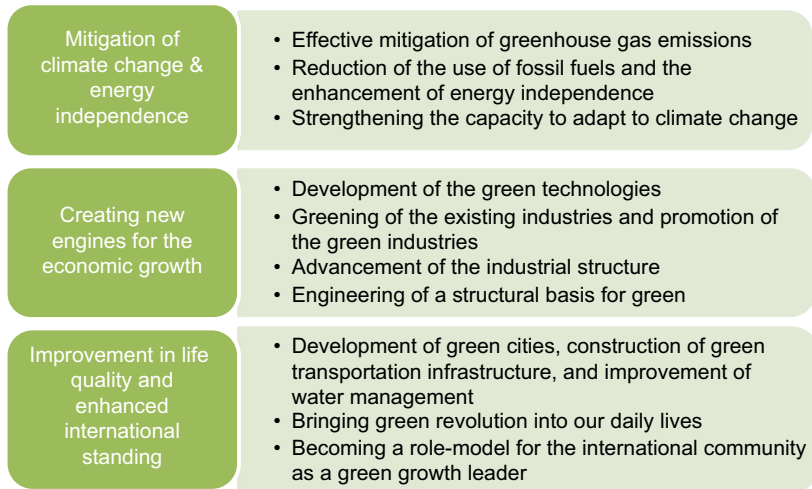 Mitigation of
climate change &
energy
independence
• Effective mitigation of greenhouse gas emissions
• Reduction of the use of fossil fuels and the
enhancement of energy independence
• Strengthening the capacity to adapt to climate change
Creating new
engines for the
economic growth
• Development of the green technologies
• Greening of the existing industries and promotion of
the green industries
• Advancement of the industrial structure
• Engineering of a structural basis for green
Improvement in life
quality and
enhanced
international
standing
• Development of green cities, construction of green
transportation infrastructure, and improvement of
water management
• Bringing green revolution into our daily lives
• Becoming a role-model for the international community
as a green growth leader